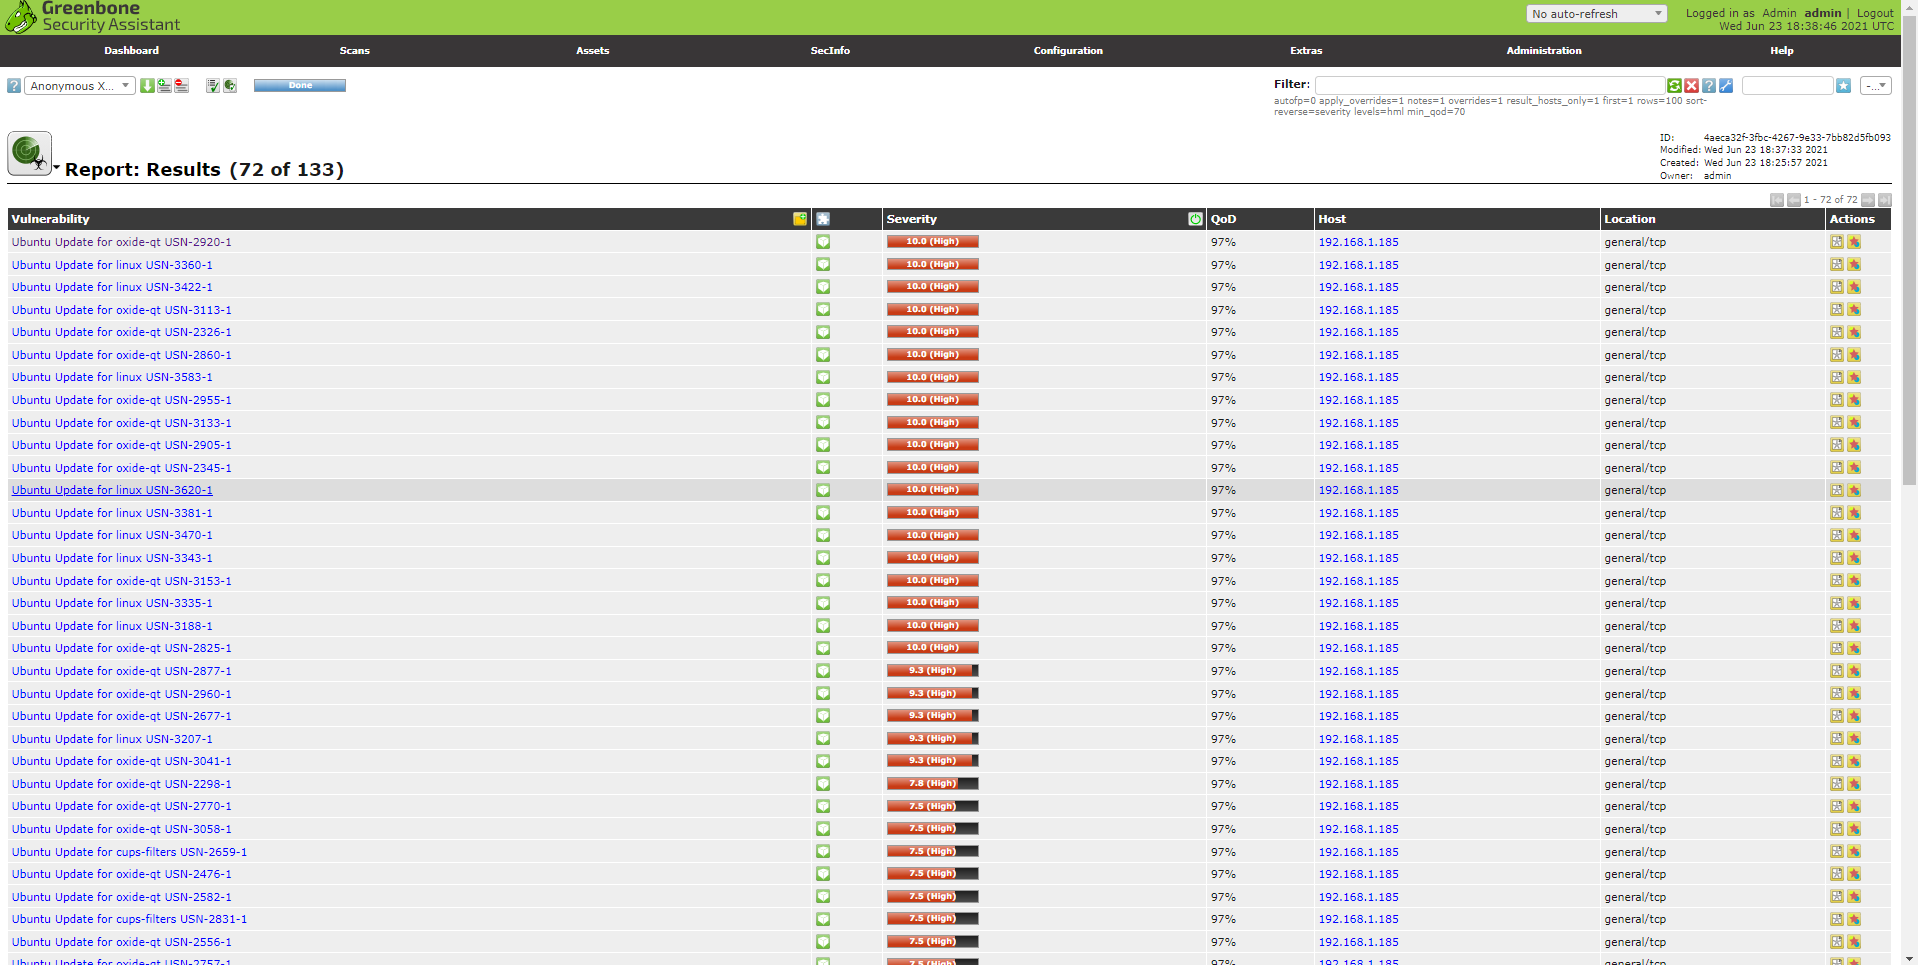 Greenbone
Security Assistant
No auto-refresh
Logged in as Admin admin | Logout
Wed Jun 23 18:38:46 2021 UTC
Dashboard Scans Assets SecInfo Configuration Extras Administration Help
? Anonymous X... Done Filter: ? -...
autofp=0 apply_overrides=1 notes=1 overrides=1 result_hosts_only=1 first=1 rows=100 sort-
reverse=severity levels=hml min_qod=70
ID: 4aeca32f-3fbc-4267-9e33-7bb82d5fb093
Modified: Wed Jun 23 18:37:33 2021
Created: Wed Jun 23 18:25:57 2021
Owner: admin
Report: Results (72 of 133)
1 - 72 of 72
Vulnerability Severity QoD Host Location Actions
Ubuntu Update for oxide-qt USN-2920-1 10.0 (High) 97% 192.168.1.185 general/tcp
Ubuntu Update for linux USN-3360-1 10.0 (High) 97% 192.168.1.185 general/tcp
Ubuntu Update for linux USN-3422-1 10.0 (High) 97% 192.168.1.185 general/tcp
Ubuntu Update for oxide-qt USN-3113-1 10.0 (High) 97% 192.168.1.185 general/tcp
Ubuntu Update for oxide-qt USN-2326-1 10.0 (High) 97% 192.168.1.185 general/tcp
Ubuntu Update for oxide-qt USN-2860-1 10.0 (High) 97% 192.168.1.185 general/tcp
Ubuntu Update for linux USN-3583-1 10.0 (High) 97% 192.168.1.185 general/tcp
Ubuntu Update for oxide-qt USN-2955-1 10.0 (High) 97% 192.168.1.185 general/tcp
Ubuntu Update for oxide-qt USN-3133-1 10.0 (High) 97% 192.168.1.185 general/tcp
Ubuntu Update for oxide-qt USN-2905-1 10.0 (High) 97% 192.168.1.185 general/tcp
Ubuntu Update for oxide-qt USN-2345-1 10.0 (High) 97% 192.168.1.185 general/tcp
Ubuntu Update for linux USN-3620-1 10.0 (High) 97% 192.168.1.185 general/tcp
Ubuntu Update for linux USN-3381-1 10.0 (High) 97% 192.168.1.185 general/tcp
Ubuntu Update for linux USN-3470-1 10.0 (High) 97% 192.168.1.185 general/tcp
Ubuntu Update for linux USN-3343-1 10.0 (High) 97% 192.168.1.185 general/tcp
Ubuntu Update for oxide-qt USN-3153-1 10.0 (High) 97% 192.168.1.185 general/tcp
Ubuntu Update for linux USN-3335-1 10.0 (High) 97% 192.168.1.185 general/tcp
Ubuntu Update for linux USN-3188-1 10.0 (High) 97% 192.168.1.185 general/tcp
Ubuntu Update for oxide-qt USN-2825-1 10.0 (High) 97% 192.168.1.185 general/tcp
Ubuntu Update for oxide-qt USN-2877-1 9.3 (High) 97% 192.168.1.185 general/tcp
Ubuntu Update for oxide-qt USN-2960-1 9.3 (High) 97% 192.168.1.185 general/tcp
Ubuntu Update for oxide-qt USN-2677-1 9.3 (High) 97% 192.168.1.185 general/tcp
Ubuntu Update for linux USN-3207-1 9.3 (High) 97% 192.168.1.185 general/tcp
Ubuntu Update for oxide-qt USN-3041-1 9.3 (High) 97% 192.168.1.185 general/tcp
Ubuntu Update for oxide-qt USN-2298-1 7.8 (High) 97% 192.168.1.185 general/tcp
Ubuntu Update for oxide-qt USN-2770-1 7.5 (High) 97% 192.168.1.185 general/tcp
Ubuntu Update for oxide-qt USN-3058-1 7.5 (High) 97% 192.168.1.185 general/tcp
Ubuntu Update for cups-filters USN-2659-1 7.5 (High) 97% 192.168.1.185 general/tcp
Ubuntu Update for oxide-qt USN-2476-1 7.5 (High) 97% 192.168.1.185 general/tcp
Ubuntu Update for oxide-qt USN-2582-1 7.5 (High) 97% 192.168.1.185 general/tcp
Ubuntu Update for cups-filters USN-2831-1 7.5 (High) 97% 192.168.1.185 general/tcp
Ubuntu Update for oxide-qt USN-2556-1 7.5 (High) 97% 192.168.1.185 general/tcp
Ubuntu Update for oxide-qt USN-2757-1 7.5 (High) 97% 192.168.1.185 general/tcp